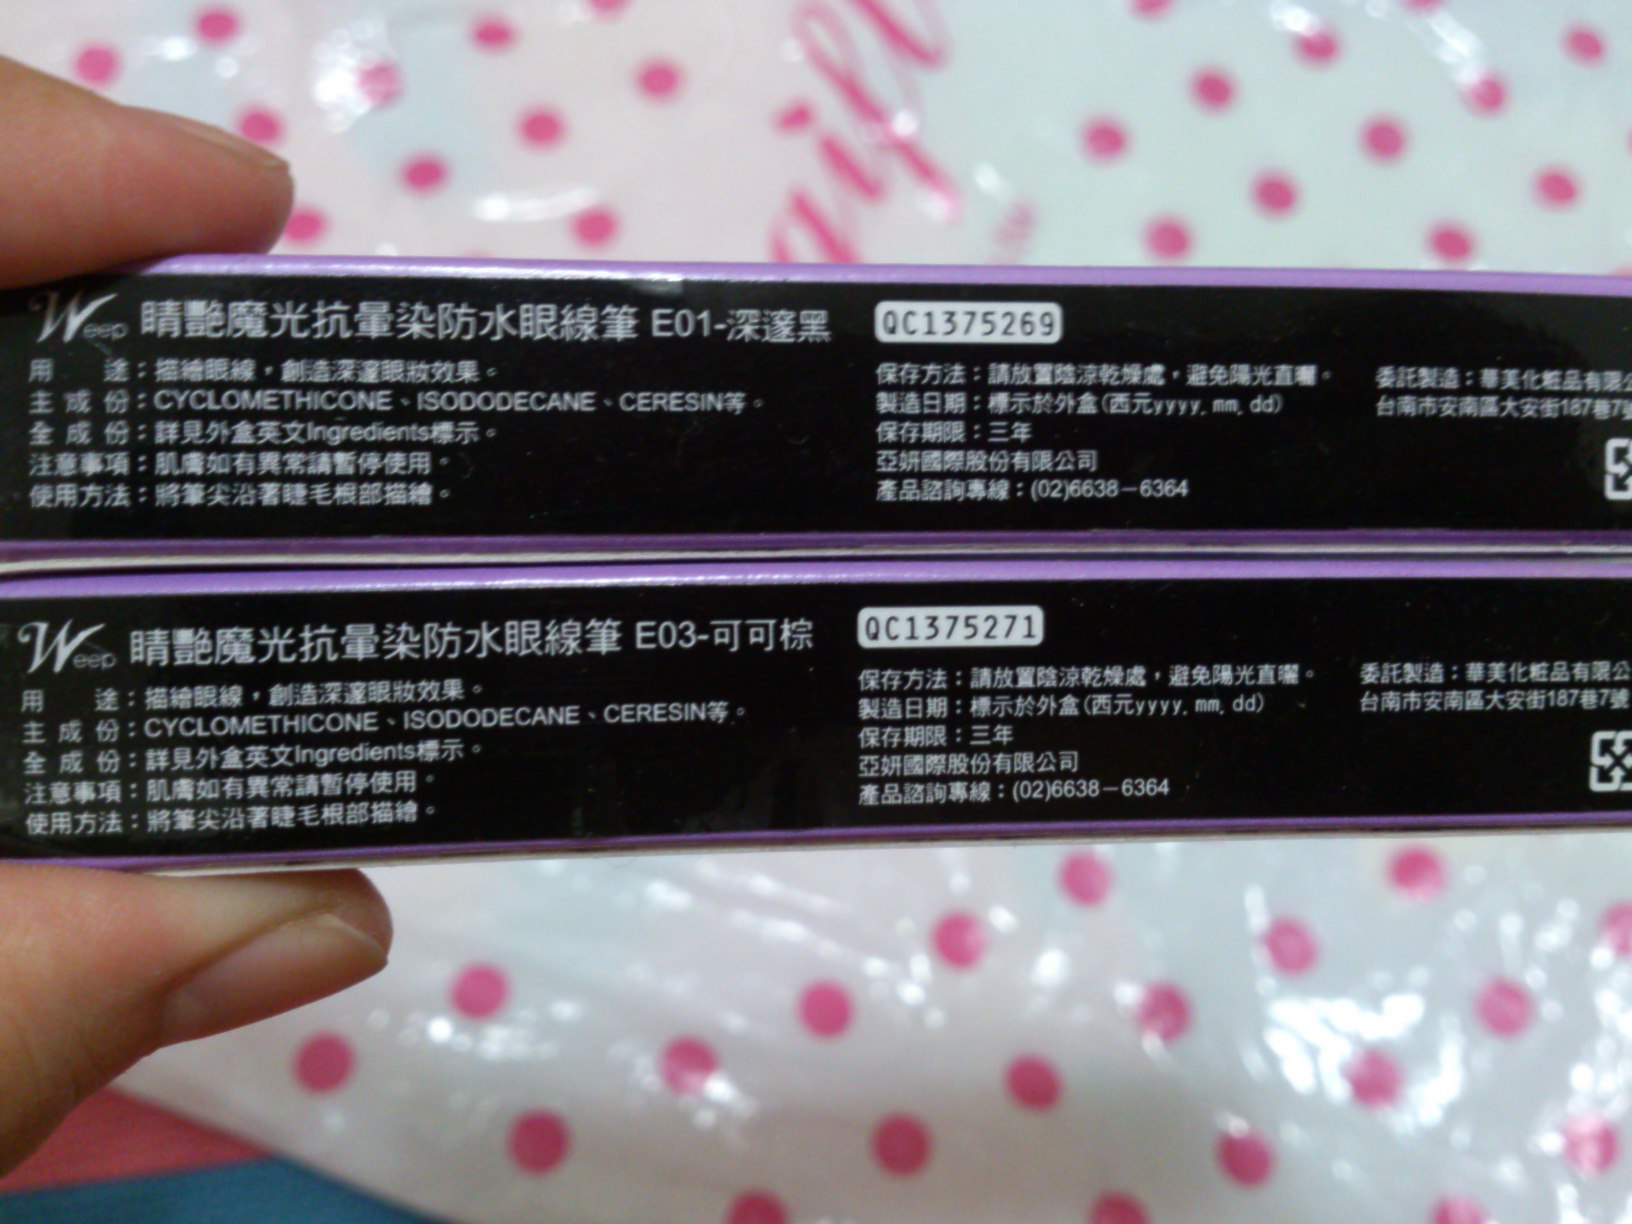 Weep 睛艷魔光抗暈染防水眼線筆 E01-深邃黑
用途：描繪眼線，創造深邃眼妝效果。
主成份：CYCLOMETHICONE、ISODODECANE、CERESIN等。
全成份：詳見外盒英文Ingredients標示。
注意事項：肌膚如有異常請暫停使用。
使用方法：將筆尖沿著睫毛根部描繪。
QC1375269
保存方法：請放置陰涼乾燥處，避免陽光直曬。
製造日期：標示於外盒(西元yyyy.mm.dd)
保存期限：三年
亞妍國際股份有限公司
產品諮詢專線：(02)6638－6364
委託製造：華美化粧品有限公
台南市安南區大安街187巷7號
Weep 睛艷魔光抗暈染防水眼線筆 E03-可可棕
用途：描繪眼線，創造深邃眼妝效果。
主成份：CYCLOMETHICONE、ISODODECANE、CERESIN等。
全成份：詳見外盒英文Ingredients標示。
注意事項：肌膚如有異常請暫停使用。
使用方法：將筆尖沿著睫毛根部描繪。
QC1375271
保存方法：請放置陰涼乾燥處，避免陽光直曬。
製造日期：標示於外盒(西元yyyy.mm.dd)
保存期限：三年
亞妍國際股份有限公司
產品諮詢專線：(02)6638－6364
委託製造：華美化粧品有限公
台南市安南區大安街187巷7號